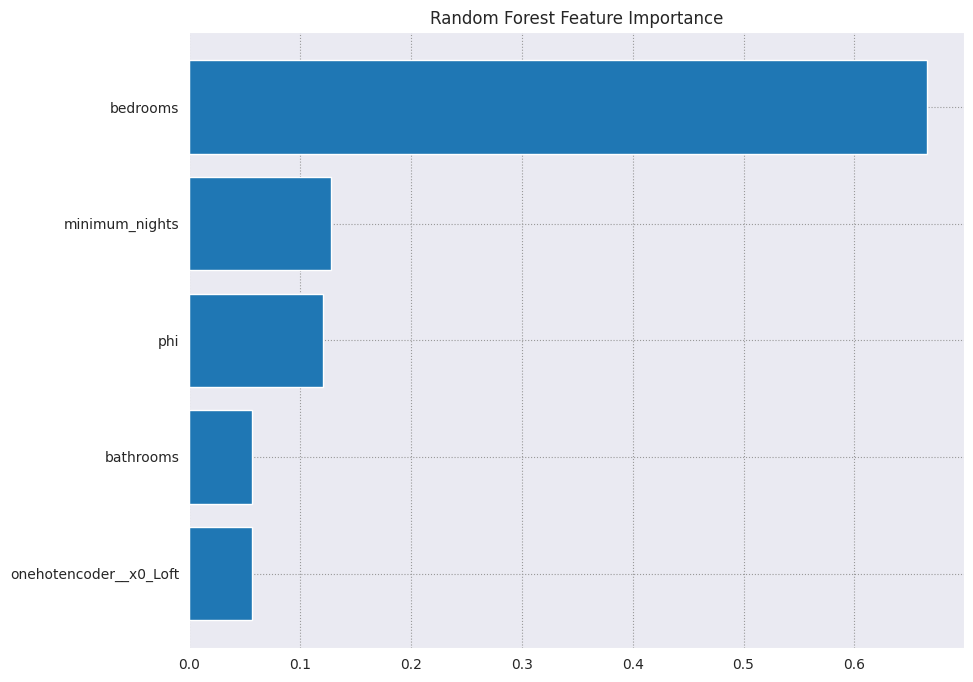 Random Forest Feature Importance
bedrooms
minimum_nights
phi
bathrooms
onehotencoder__x0_Loft
0.0 0.1 0.2 0.3 0.4 0.5 0.6